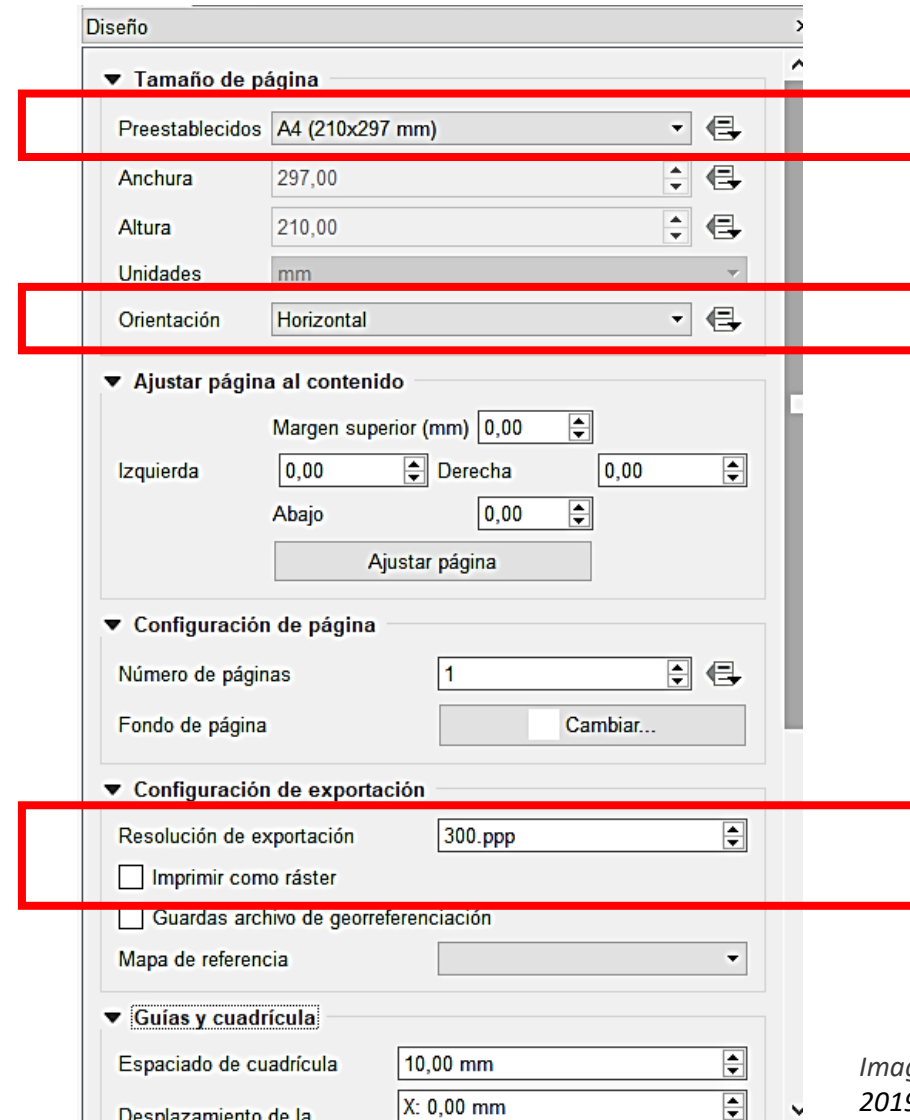 Diseño
Tamaño de página
Preestablecidos A4 (210x297 mm)
Anchura 297,00
Altura 210,00
Unidades mm
Orientación Horizontal
Ajustar página al contenido
Margen superior (mm) 0,00
Izquierda 0,00 Derecha 0,00
Abajo 0,00
Ajustar página
Configuración de página
Número de páginas 1
Fondo de página Cambiar...
Configuración de exportación
Resolución de exportación 300.ppp
Imprimir como ráster
Guardas archivo de georreferenciación
Mapa de referencia
Guías y cuadrícula
Espaciado de cuadrícula 10,00 mm
Desplazamiento de la X: 0,00 mm
2019